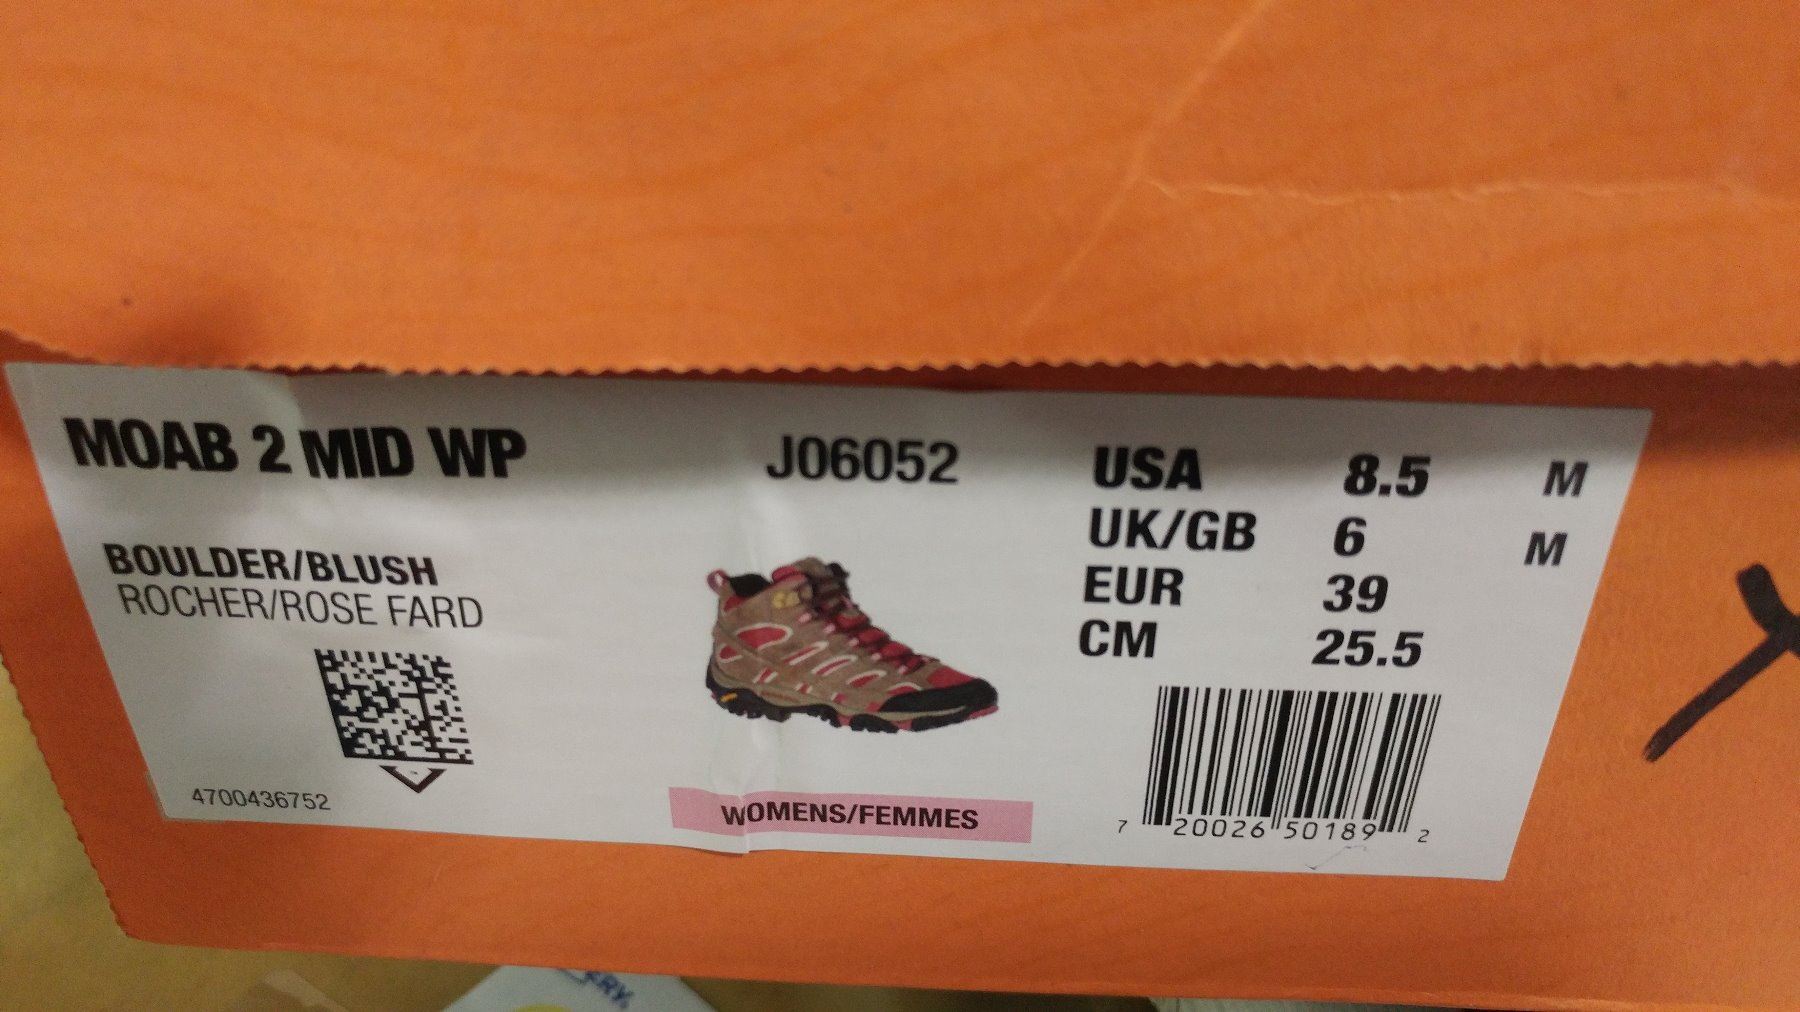 MOAB 2 MID WP
J06052
BOULDER/BLUSH
ROCHER/ROSE FARD
4700436752
WOMENS/FEMMES
USA 8.5 M
UK/GB 6 M
EUR 39
CM 25.5
7 20026 50189 2